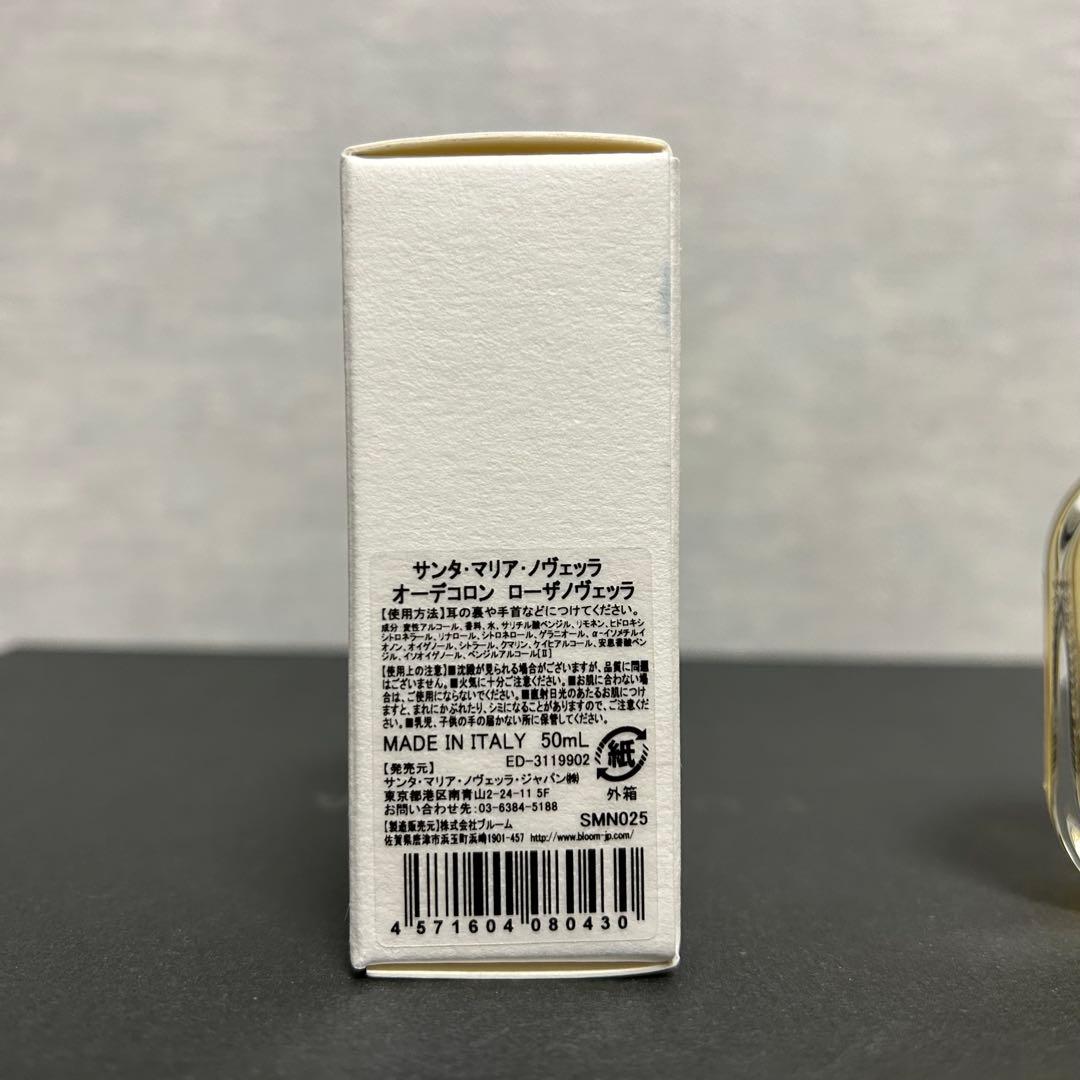 サンタ・マリア・ノヴェッラ
オーデコロン ローザノヴェッラ
【使用方法】耳の裏や手首などにつけてください。
成分 変性アルコール、香料、水、サリチル酸ベンジル、リモネン、ヒドロキシ
シトロネラール、リナロール、シトロネロール、ゲラニオール、α-イソメチルイ
オノン、オイゲノール、シトラール、クマリン、ケイヒアルコール、安息香酸ベン
ジル、イソオイゲノール、ベンジルアルコール[Ⅱ]
【使用上の注意】■沈殿が見られる場合がございますが、品質に問題
はございません。■火気に十分ご注意ください。■お肌に合わない場
合は、ご使用にならないでください。■直射日光のあたるお肌につけ
ますと、まれにかぶれたり、シミになることがありますので、ご注意くだ
さい。■乳児、子供の手の届かない所に保管してください。
MADE IN ITALY 50mL
ED-3119902
紙
外箱
【発売元】
サンタ・マリア・ノヴェッラ・ジャパン㈱
東京都港区南青山2-24-11 5F
お問い合わせ先:03-6384-5188
SMN025
【製造販売元】株式会社ブルーム
佐賀県唐津市浜玉町浜崎1901-457 http://www.bloom-jp.com/
4 571604 080430